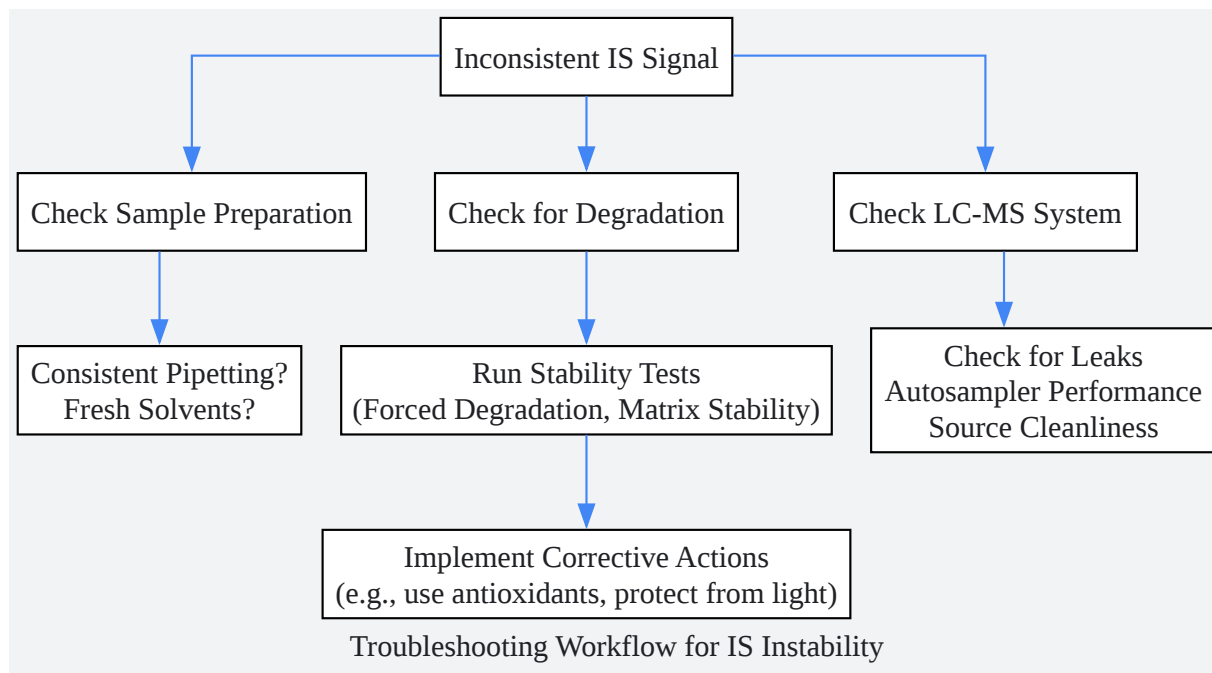 Inconsistent IS Signal
Check Sample Preparation
Check for Degradation
Check LC-MS System
Consistent Pipetting?
Fresh Solvents?
Run Stability Tests
(Forced Degradation, Matrix Stability)
Check for Leaks
Autosampler Performance
Source Cleanliness
Implement Corrective Actions
(e.g., use antioxidants, protect from light)
Troubleshooting Workflow for IS Instability